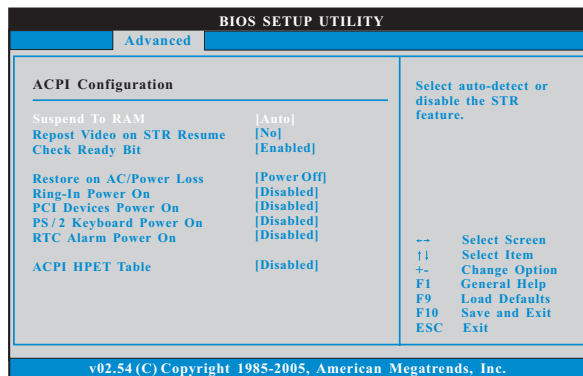 BIOS SETUP UTILITY
Advanced
ACPI Configuration
Suspend To RAM [Auto]
Repost Video on STR Resume [No]
Check Ready Bit [Enabled]
Restore on AC/Power Loss [Power Off]
Ring-In Power On [Disabled]
PCI Devices Power On [Disabled]
PS / 2 Keyboard Power On [Disabled]
RTC Alarm Power On [Disabled]
ACPI HPET Table [Disabled]
Select auto-detect or
disable the STR
feature.
←→ Select Screen
↑↓ Select Item
+- Change Option
F1 General Help
F9 Load Defaults
F10 Save and Exit
ESC Exit
v02.54 (C) Copyright 1985-2005, American Megatrends, Inc.